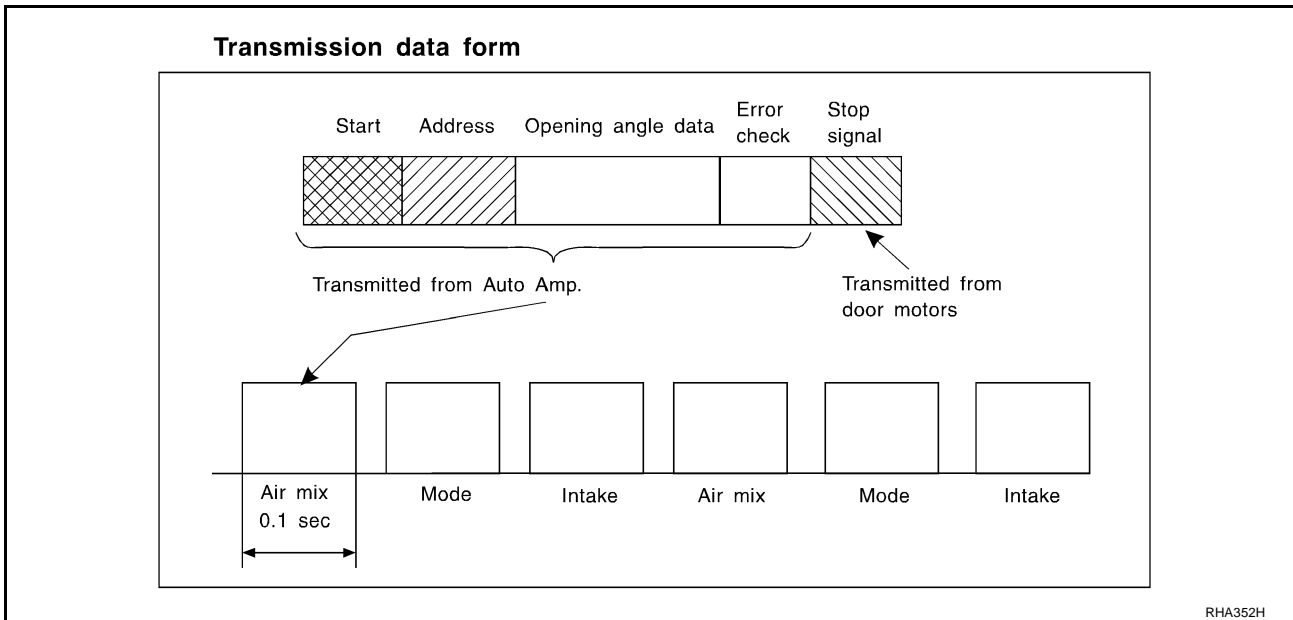 Transmission data form
Start
Address
Opening angle data
Error
check
Stop
signal
Transmitted from Auto Amp.
Transmitted from
door motors
Air mix
0.1 sec
Mode
Intake
Air mix
Mode
Intake
RHA352H